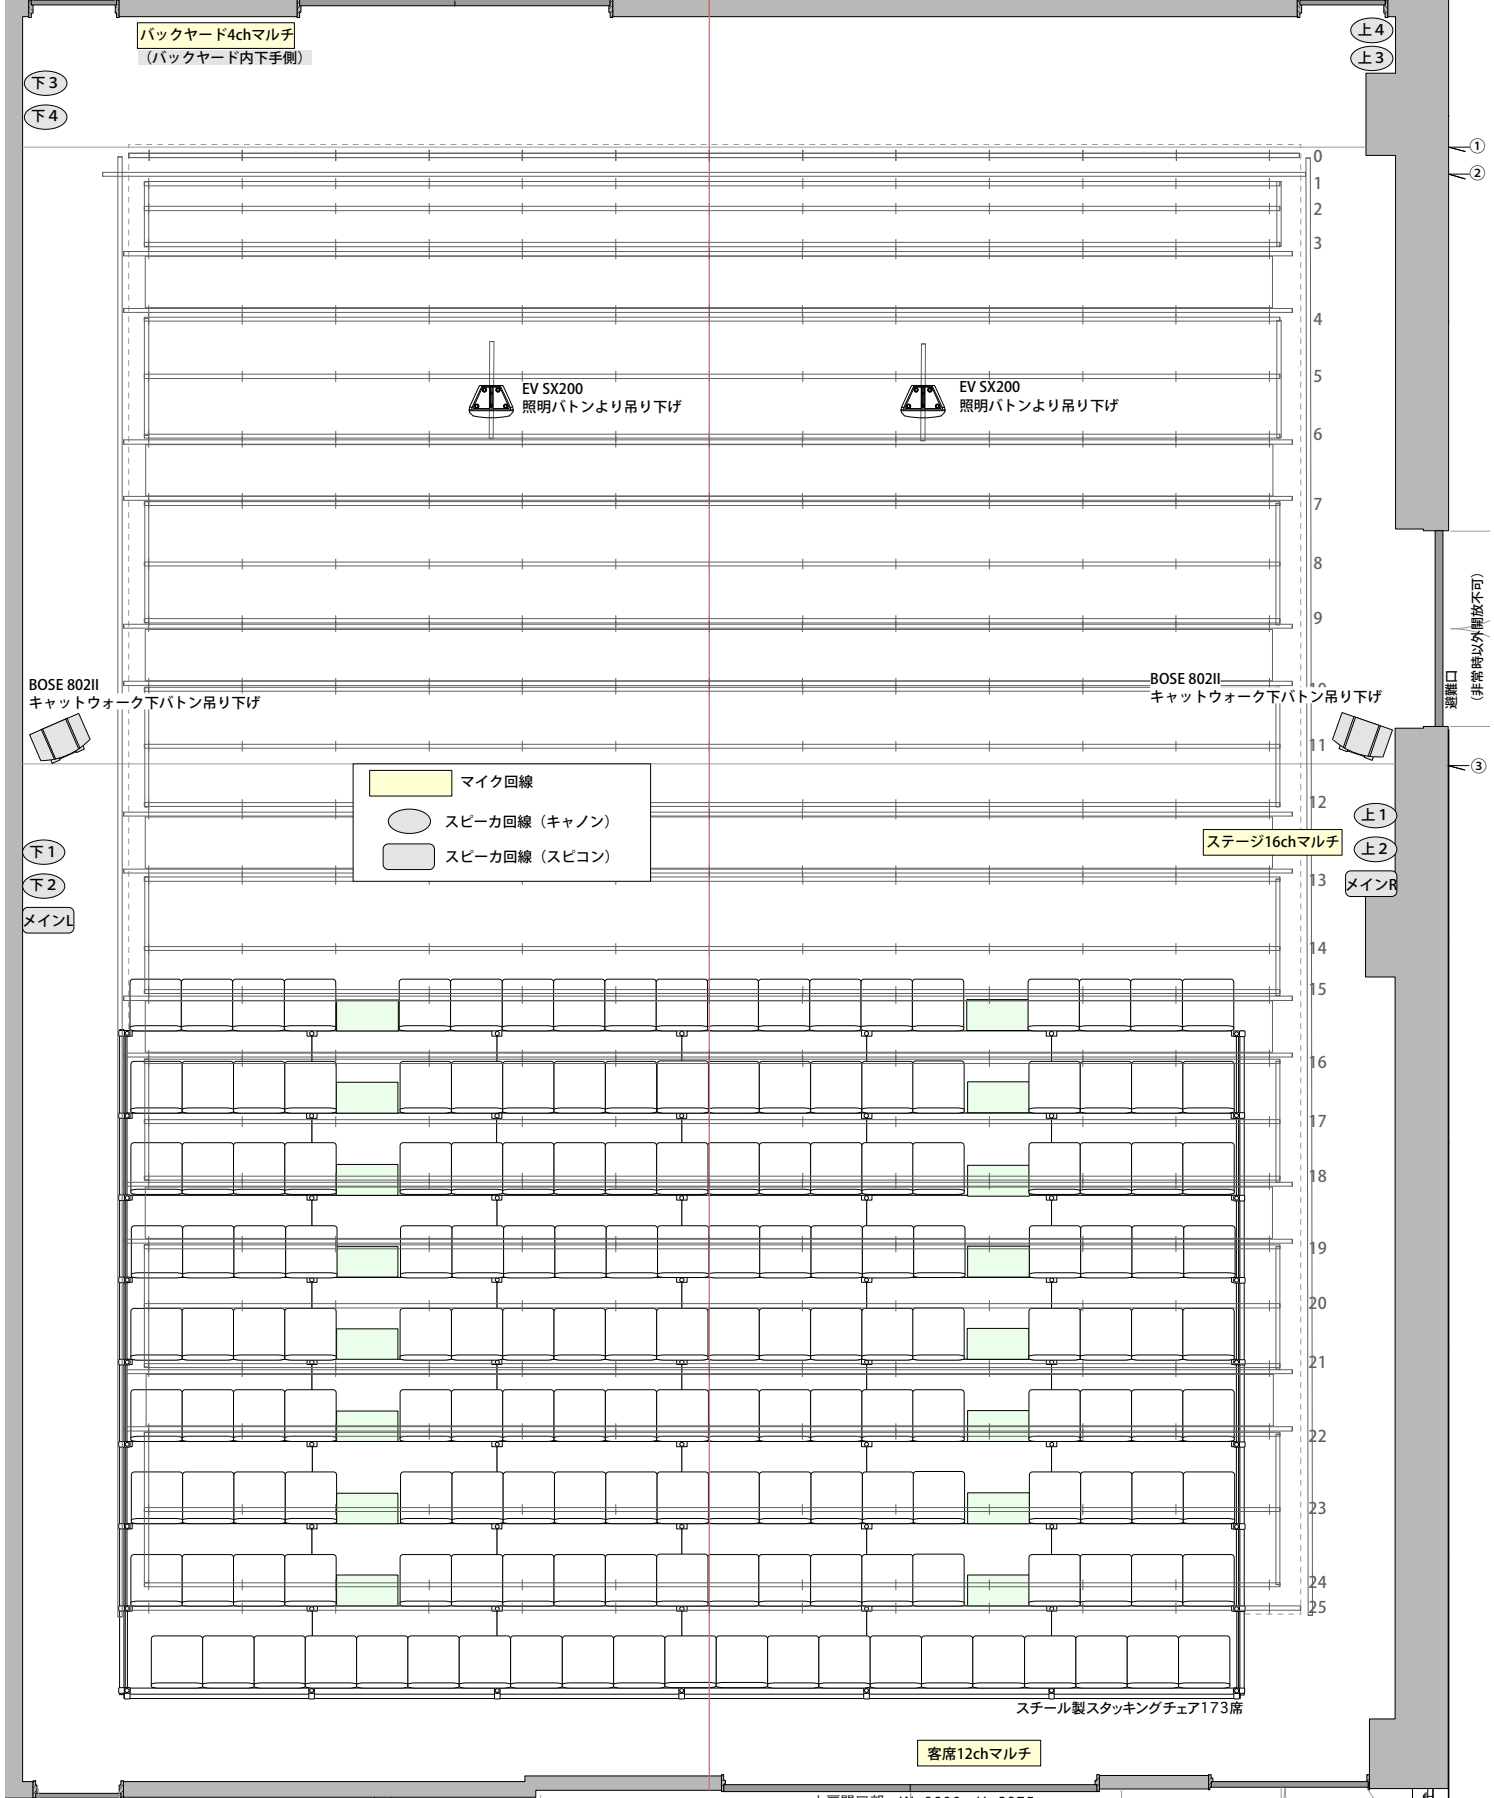 バックヤード4chマルチ
（バックヤード内下手側）
上4
上3
下3
下4
①
②
0
1
2
3
4
5
6
7
8
9
EV SX200
照明バトンより吊り下げ
EV SX200
照明バトンより吊り下げ
避難口
（非常時以外開放不可）
BOSE 802II
キャットウォーク下バトン吊り下げ
BOSE 802II
キャットウォーク下バトン吊り下げ
11
12
13
14
15
16
17
18
19
20
21
22
23
24
25
③
マイク回線
スピーカ回線（キャノン）
スピーカ回線（スピコン）
下1
下2
メインL
上1
上2
メインR
ステージ16chマルチ
スチール製スタッキングチェア173席
客席12chマルチ